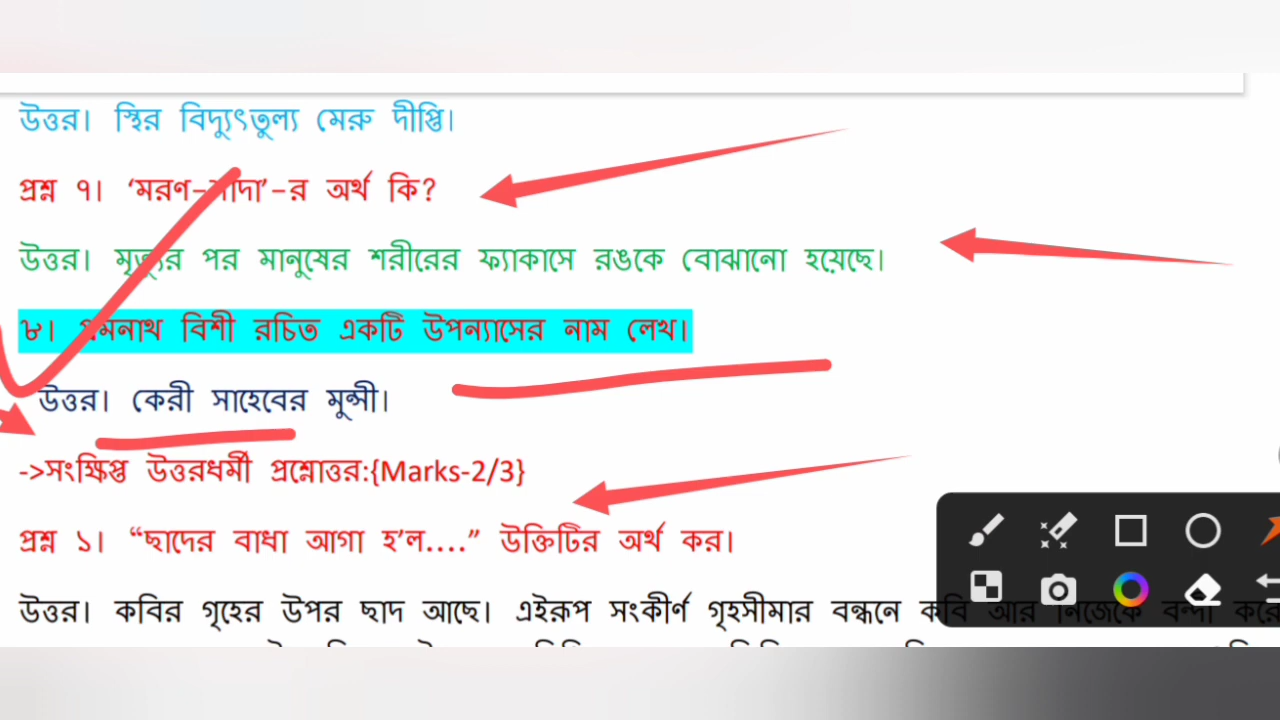 উত্তর। স্থির বিদ্যুৎতুল্য মেরু দীপ্তি।
প্রশ্ন ৭। ‘মরণ-সাদা’-র অর্থ কি?
উত্তর। মৃত্যুর পর মানুষের শরীরের ফ্যাকাসে রঙকে বোঝানো হয়েছে।
৮। প্রমনাথ বিশী রচিত একটি উপন্যাসের নাম লেখ।
উত্তর। কেরী সাহেবের মুন্সী।
->সংক্ষিপ্ত উত্তরধর্মী প্রশ্নোত্তর:{Marks-2/3}
প্রশ্ন ১। “ছাদের বাধা আগা হ’ল....” উক্তিটির অর্থ কর।
উত্তর। কবির গৃহের উপর ছাদ আছে। এইরূপ সংকীর্ণ গৃহসীমার বন্ধনে কবি আর নিজেকে বন্দী